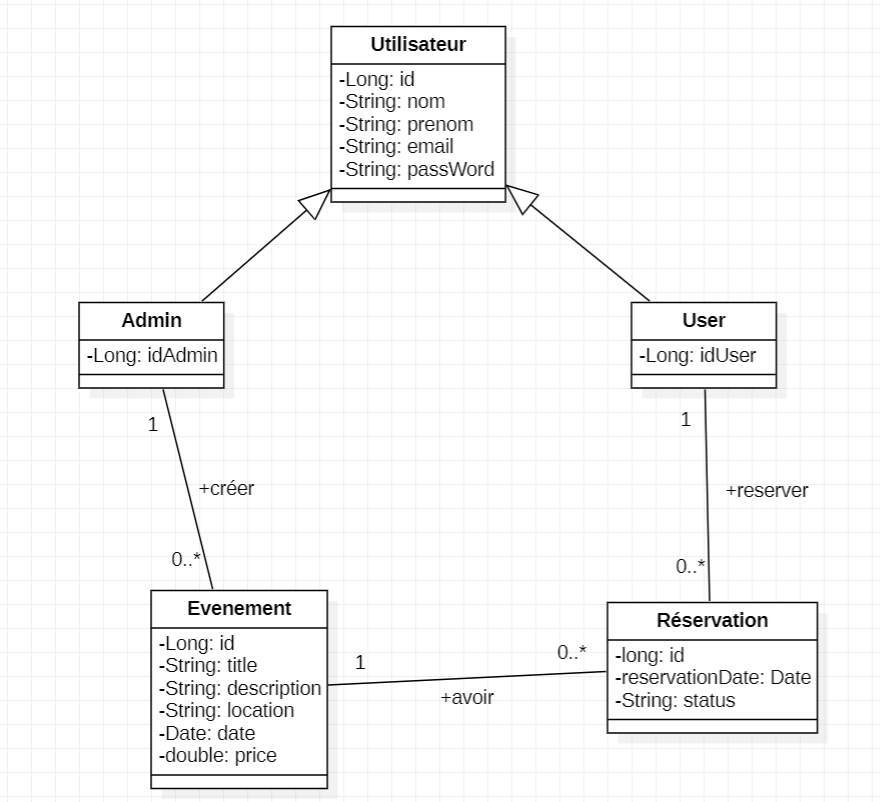 Utilisateur
-Long: id
-String: nom
-String: prenom
-String: email
-String: passWord
Admin
-Long: idAdmin
User
-Long: idUser
1
+créer
0..*
1
+reserver
0..*
Evenement
-Long: id
-String: title
-String: description
-String: location
-Date: date
-double: price
1
+avoir
0..*
Réservation
-long: id
-reservationDate: Date
-String: status